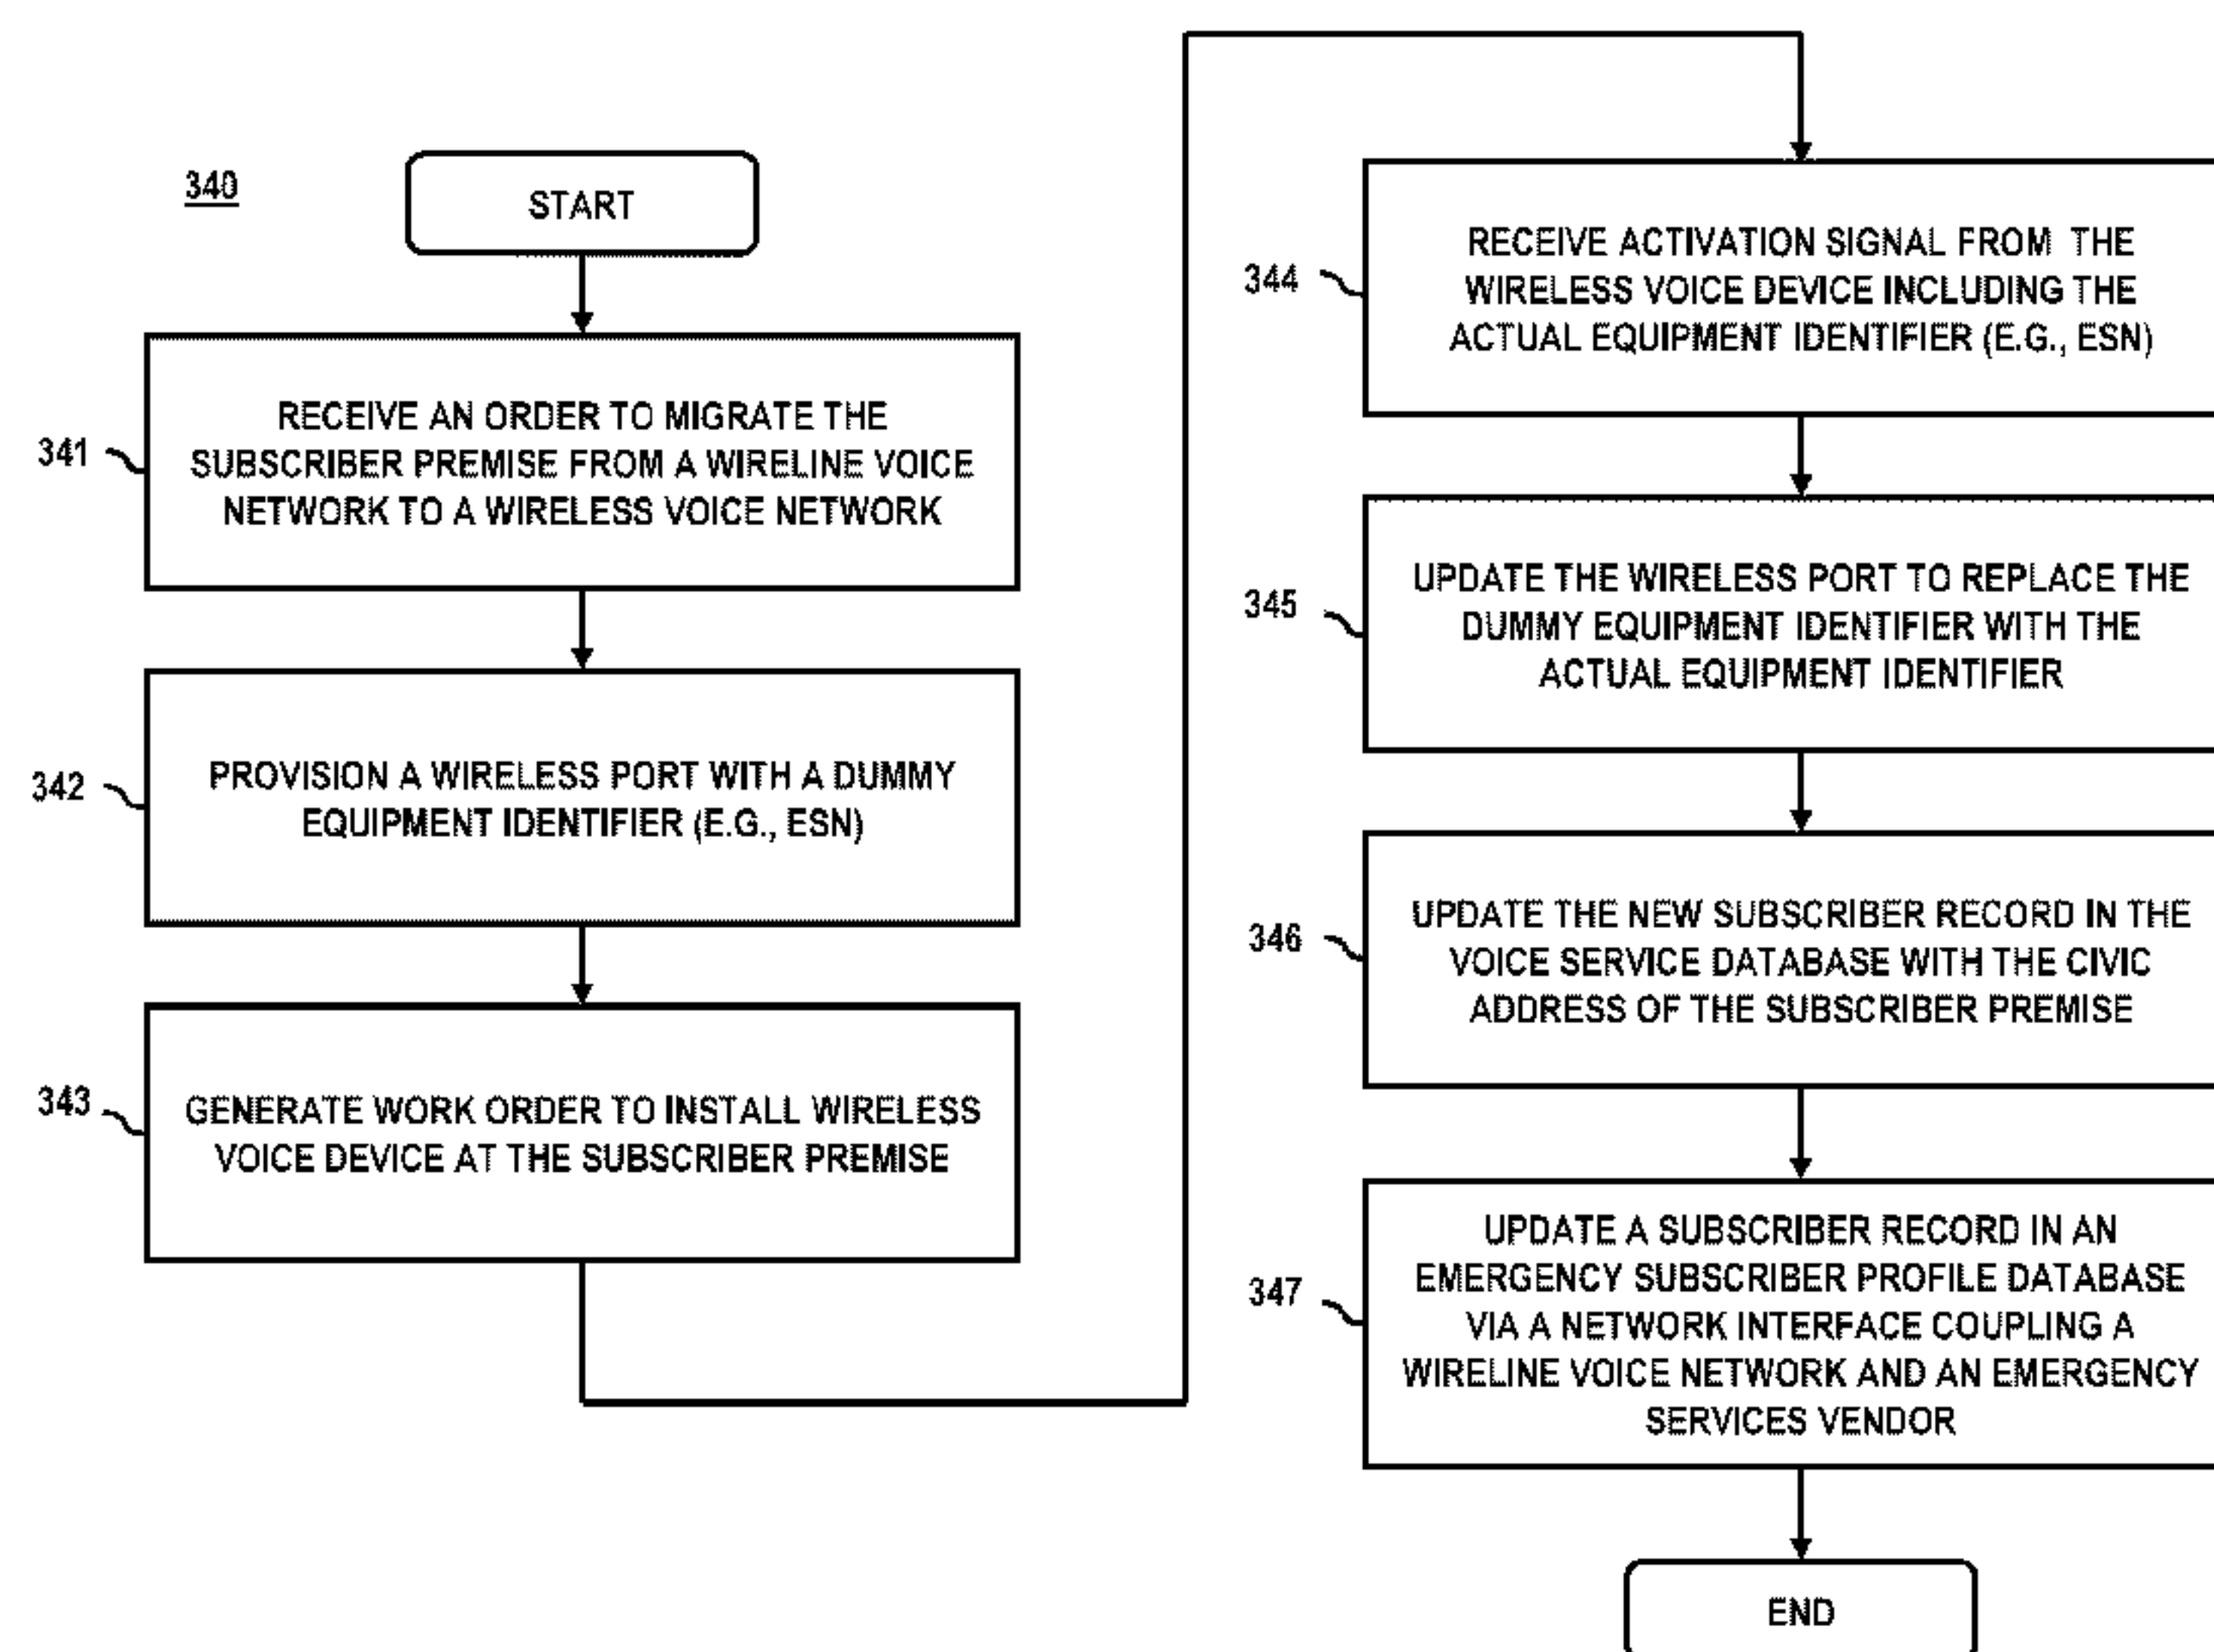 340
START
341
RECEIVE AN ORDER TO MIGRATE THE
SUBSCRIBER PREMISE FROM A WIRELINE VOICE
NETWORK TO A WIRELESS VOICE NETWORK
342
PROVISION A WIRELESS PORT WITH A DUMMY
EQUIPMENT IDENTIFIER (E.G., ESN)
343
GENERATE WORK ORDER TO INSTALL WIRELESS
VOICE DEVICE AT THE SUBSCRIBER PREMISE
344
RECEIVE ACTIVATION SIGNAL FROM THE
WIRELESS VOICE DEVICE INCLUDING THE
ACTUAL EQUIPMENT IDENTIFIER (E.G., ESN)
345
UPDATE THE WIRELESS PORT TO REPLACE THE
DUMMY EQUIPMENT IDENTIFIER WITH THE
ACTUAL EQUIPMENT IDENTIFIER
346
UPDATE THE NEW SUBSCRIBER RECORD IN THE
VOICE SERVICE DATABASE WITH THE CIVIC
ADDRESS OF THE SUBSCRIBER PREMISE
347
UPDATE A SUBSCRIBER RECORD IN AN
EMERGENCY SUBSCRIBER PROFILE DATABASE
VIA A NETWORK INTERFACE COUPLING A
WIRELINE VOICE NETWORK AND AN EMERGENCY
SERVICES VENDOR
END